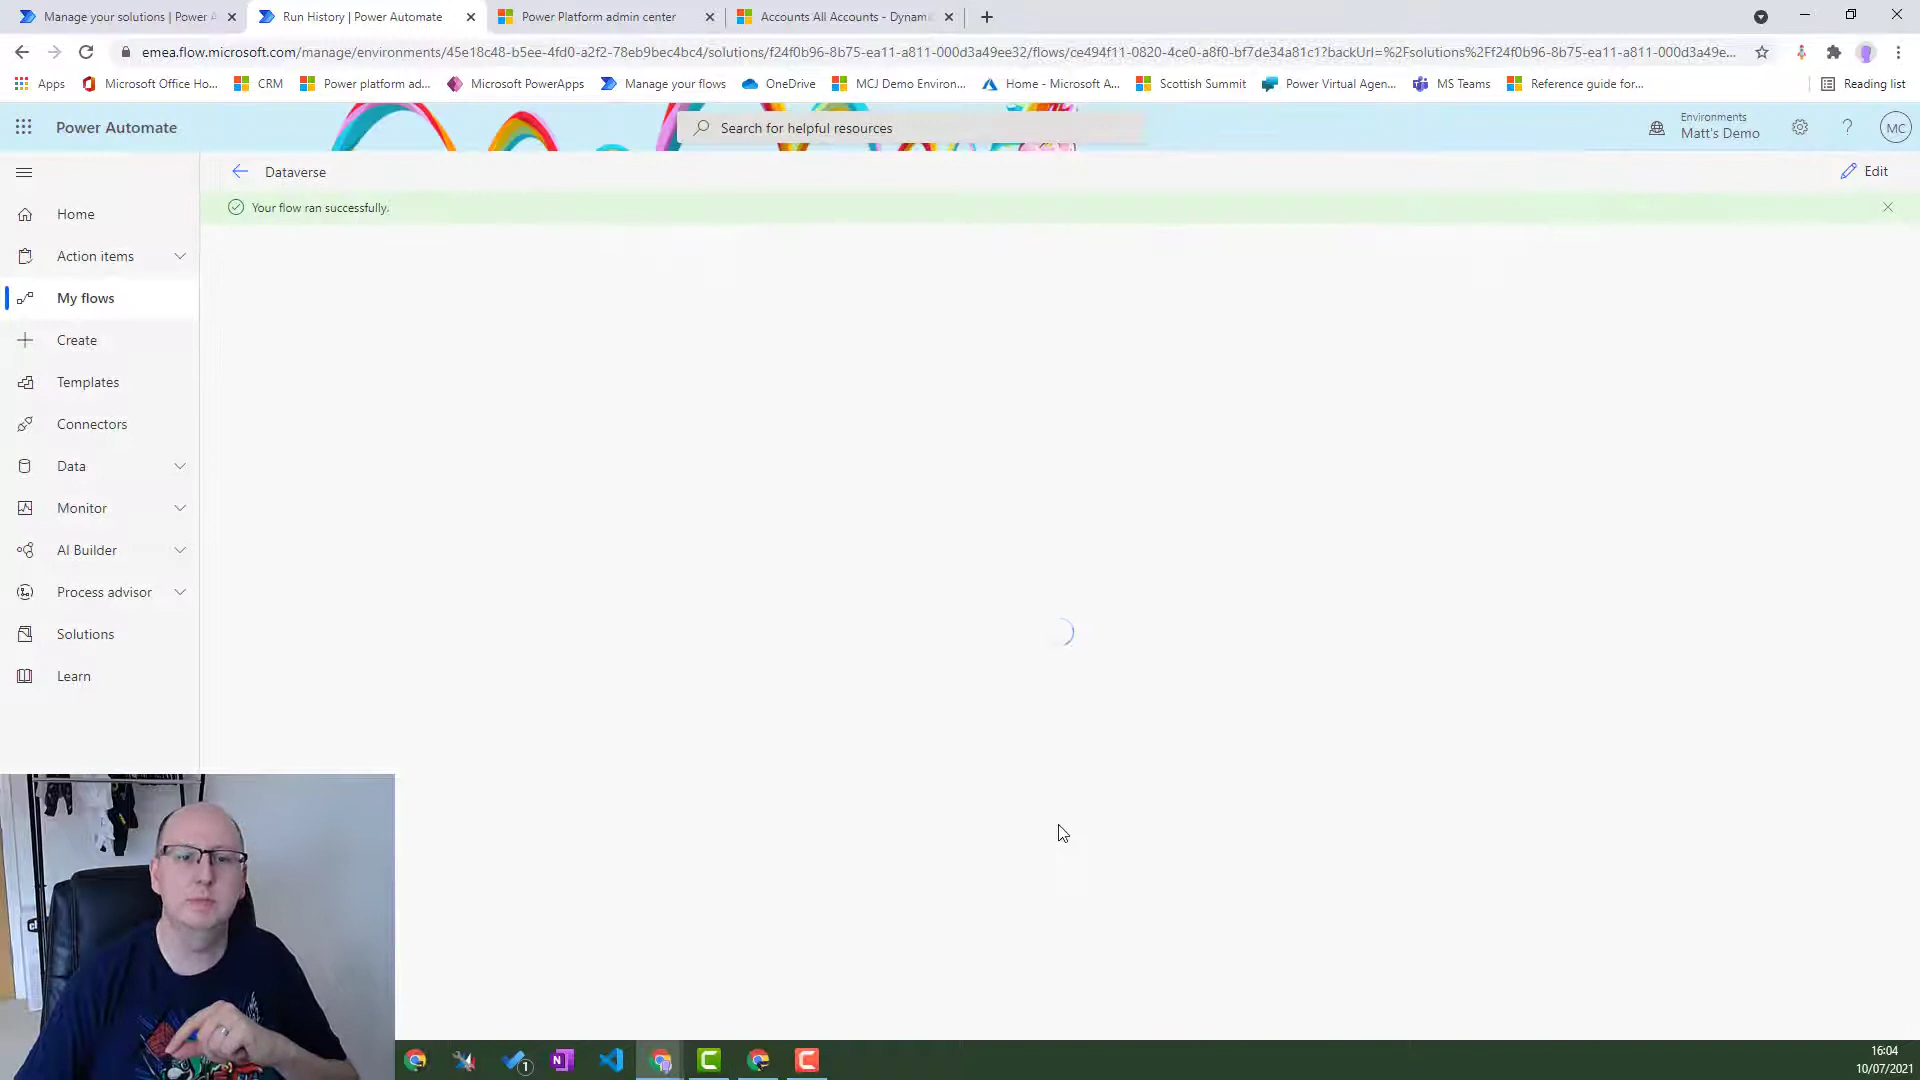 Manage your solutions | Power A
Run History | Power Automate
Power Platform admin center
Accounts All Accounts - Dynam
emea.flow.microsoft.com/manage/environments/45e18c48-b5ee-4fd0-a2f2-78eb9bec4bc4/solutions/f24f0b96-8b75-ea11-a811-000d3a49ee32/flows/ce494f11-0820-4ce0-a8f0-bf7de34a81c1?backUrl=%2Fsolutions%2Ff24f0b96-8b75-ea11-a811-000d3a49e...
Apps
Microsoft Office Ho...
CRM
Power platform ad...
Microsoft PowerApps
Manage your flows
OneDrive
MCJ Demo Environ...
Home - Microsoft A...
Scottish Summit
Power Virtual Agen...
MS Teams
Reference guide for...
Reading list
Power Automate
Search for helpful resources
Environments
Matt's Demo
MC
Dataverse
Edit
Your flow ran successfully.
Home
Action items
My flows
Create
Templates
Connectors
Data
Monitor
AI Builder
Process advisor
Solutions
Learn
1
N
16:04
10/07/2021